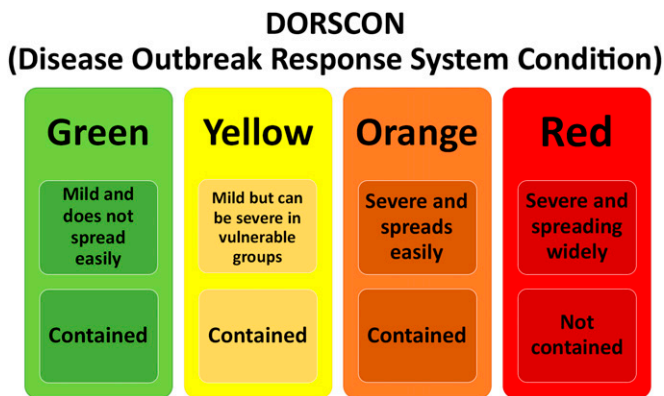 DORSCON
(Disease Outbreak Response System Condition)
Green
Mild and
does not
spread
easily
Contained
Yellow
Mild but can
be severe in
vulnerable
groups
Contained
Orange
Severe and
spreads
easily
Contained
Red
Severe and
spreading
widely
Not
contained